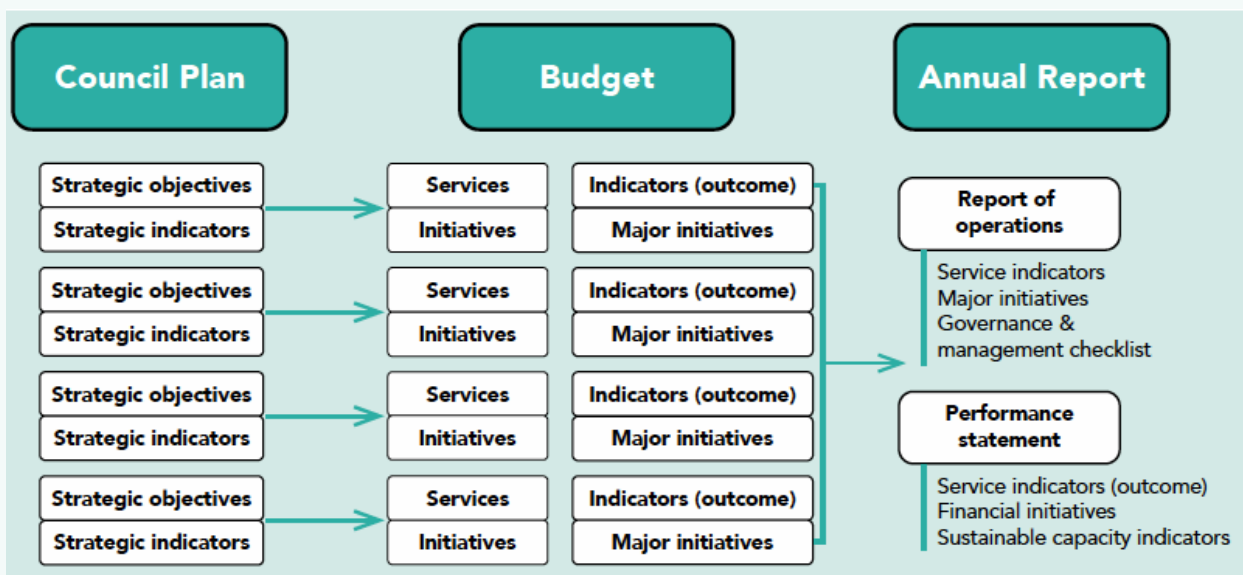 Council Plan
Budget
Annual Report
Strategic objectives
Strategic indicators
Services
Initiatives
Indicators (outcome)
Major initiatives
Strategic objectives
Strategic indicators
Services
Initiatives
Indicators (outcome)
Major initiatives
Strategic objectives
Strategic indicators
Services
Initiatives
Indicators (outcome)
Major initiatives
Strategic objectives
Strategic indicators
Services
Initiatives
Indicators (outcome)
Major initiatives
Report of
operations
Service indicators
Major initiatives
Governance &
management checklist
Performance
statement
Service indicators (outcome)
Financial initiatives
Sustainable capacity indicators